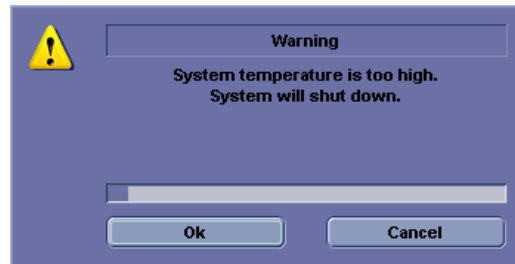 Warning
System temperature is too high.
System will shut down.
Ok
Cancel